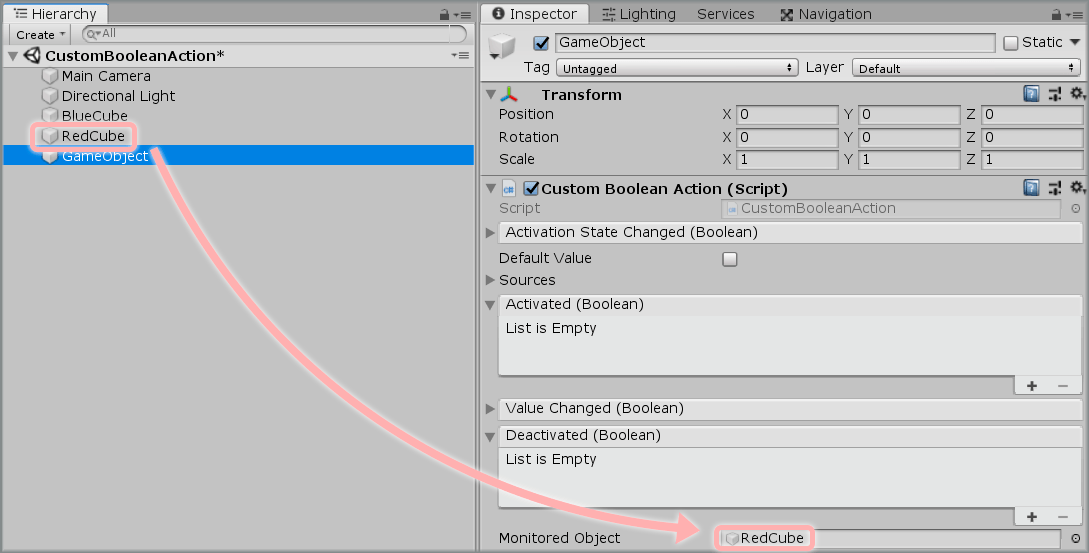 Hierarchy
Create
All
CustomBooleanAction*
Main Camera
Directional Light
BlueCube
RedCube
GameObject
Inspector Lighting Services Navigation
GameObject Static
Tag Untagged Layer Default
Transform
Position X 0 Y 0 Z 0
Rotation X 0 Y 0 Z 0
Scale X 1 Y 1 Z 1
C# Custom Boolean Action (Script)
Script CustomBooleanAction
Activation State Changed (Boolean)
Default Value
Sources
Activated (Boolean)
List is Empty
+ −
Value Changed (Boolean)
Deactivated (Boolean)
List is Empty
+ −
Monitored Object RedCube